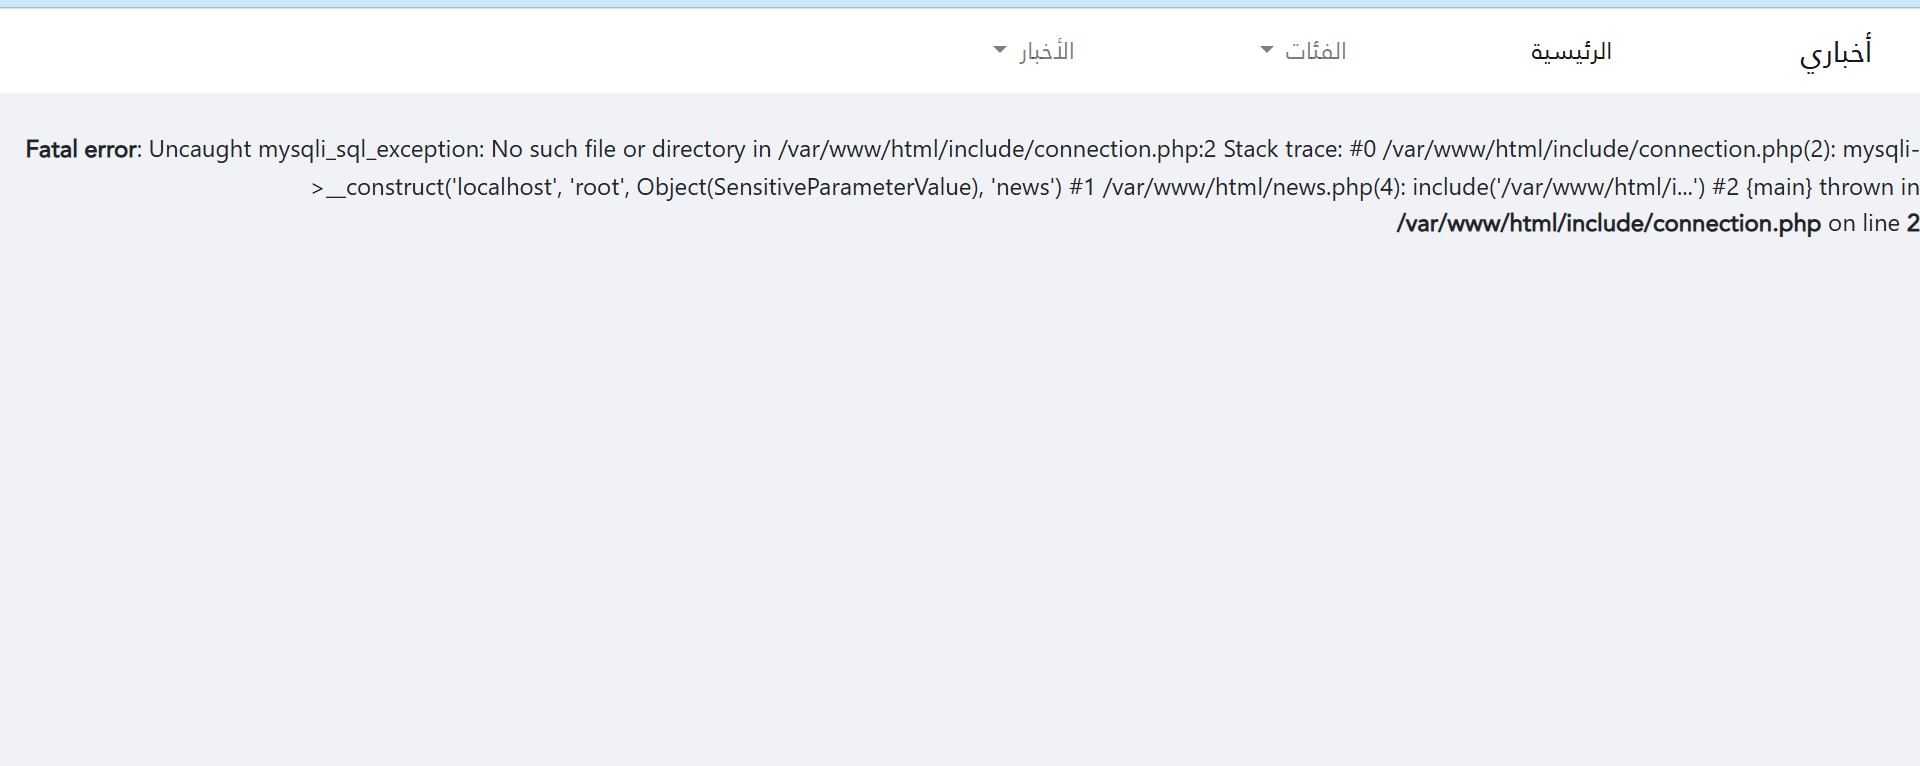 أخباري
الرئيسية
الفئات
الأخبار
Fatal error: Uncaught mysqli_sql_exception: No such file or directory in /var/www/html/include/connection.php:2 Stack trace: #0 /var/www/html/include/connection.php(2): mysqli-
>__construct('localhost', 'root', Object(SensitiveParameterValue), 'news') #1 /var/www/html/news.php(4): include('/var/www/html/i...') #2 {main} thrown in
/var/www/html/include/connection.php on line 2